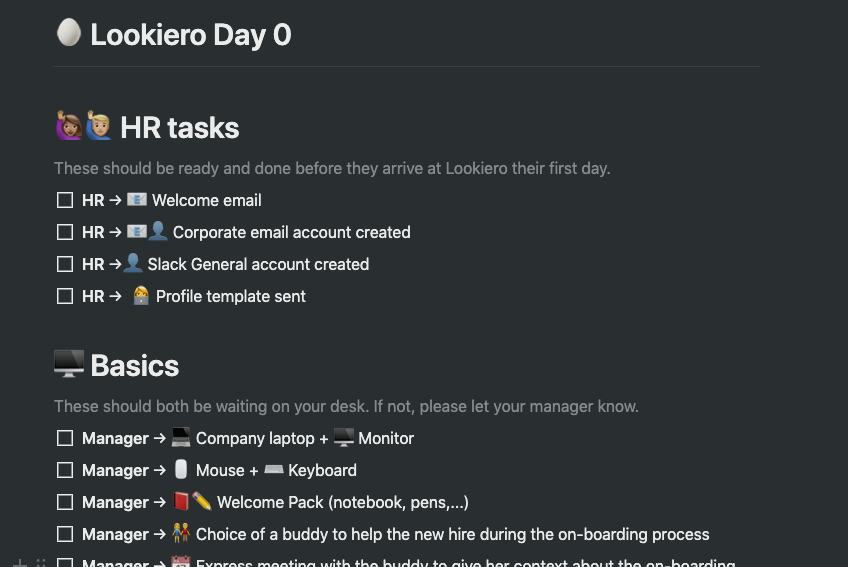 Lookiero Day 0
HR tasks
These should be ready and done before they arrive at Lookiero their first day.
HR → Welcome email
HR → Corporate email account created
HR → Slack General account created
HR → Profile template sent
Basics
These should both be waiting on your desk. If not, please let your manager know.
Manager → Company laptop + Monitor
Manager → Mouse + Keyboard
Manager → Welcome Pack (notebook, pens,...)
Manager → Choice of a buddy to help the new hire during the on-boarding process
Manager → Express meeting with the buddy to give her context about the on-boarding